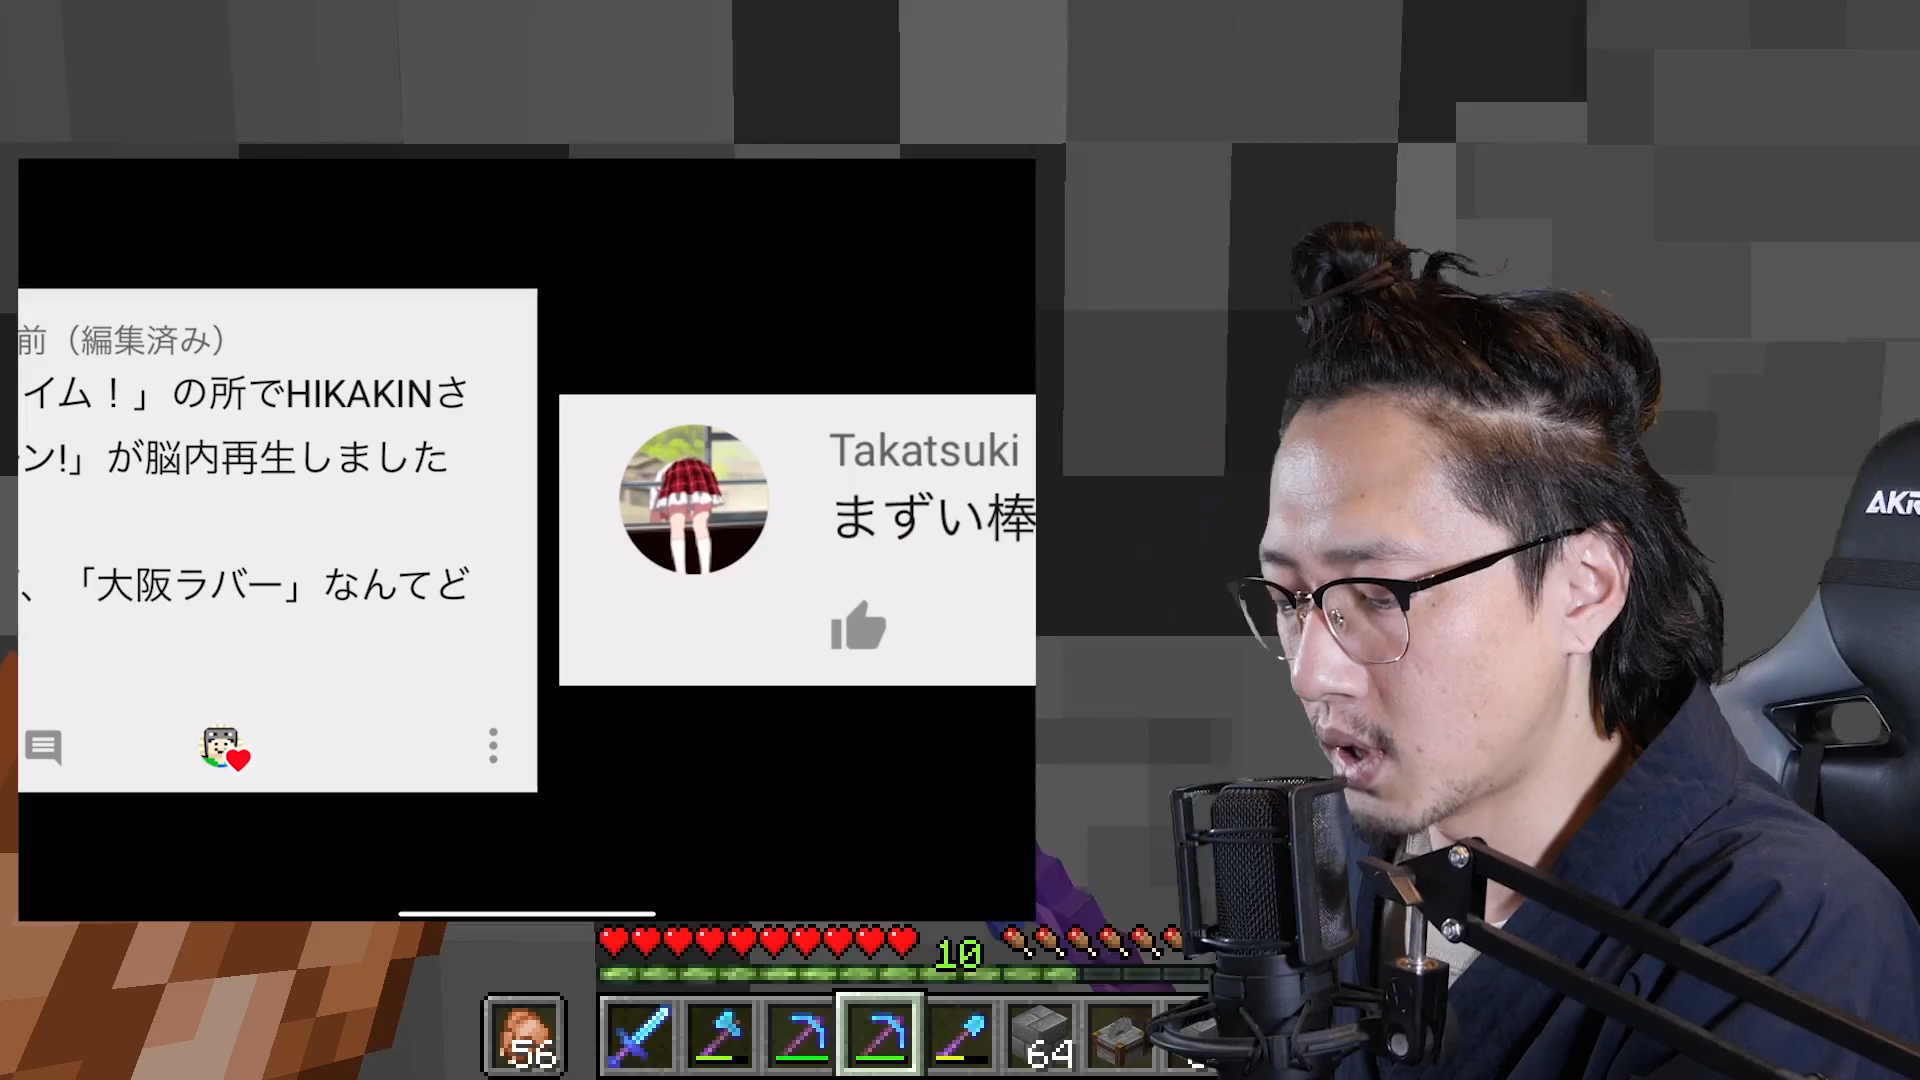 前（編集済み）
イム！」の所でHIKAKINさ
ン!」が脳内再生しました
、「大阪ラバー」なんてど
Takatsuki
まずい棒
10
56
64